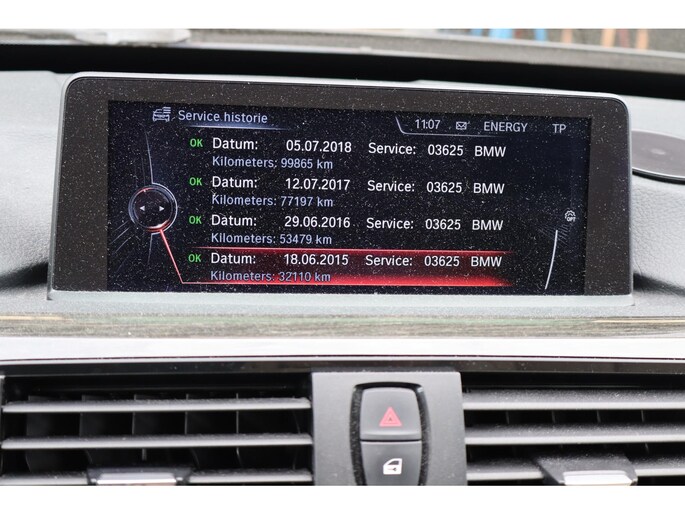 Service historie 11:07 ENERGY TP
OK Datum: 05.07.2018 Service: 03625 BMW
Kilometers: 99865 km
OK Datum: 12.07.2017 Service: 03625 BMW
Kilometers: 77197 km
OK Datum: 29.06.2016 Service: 03625 BMW
Kilometers: 53479 km
OFF
OK Datum: 18.06.2015 Service: 03625 BMW
Kilometers: 32110 km